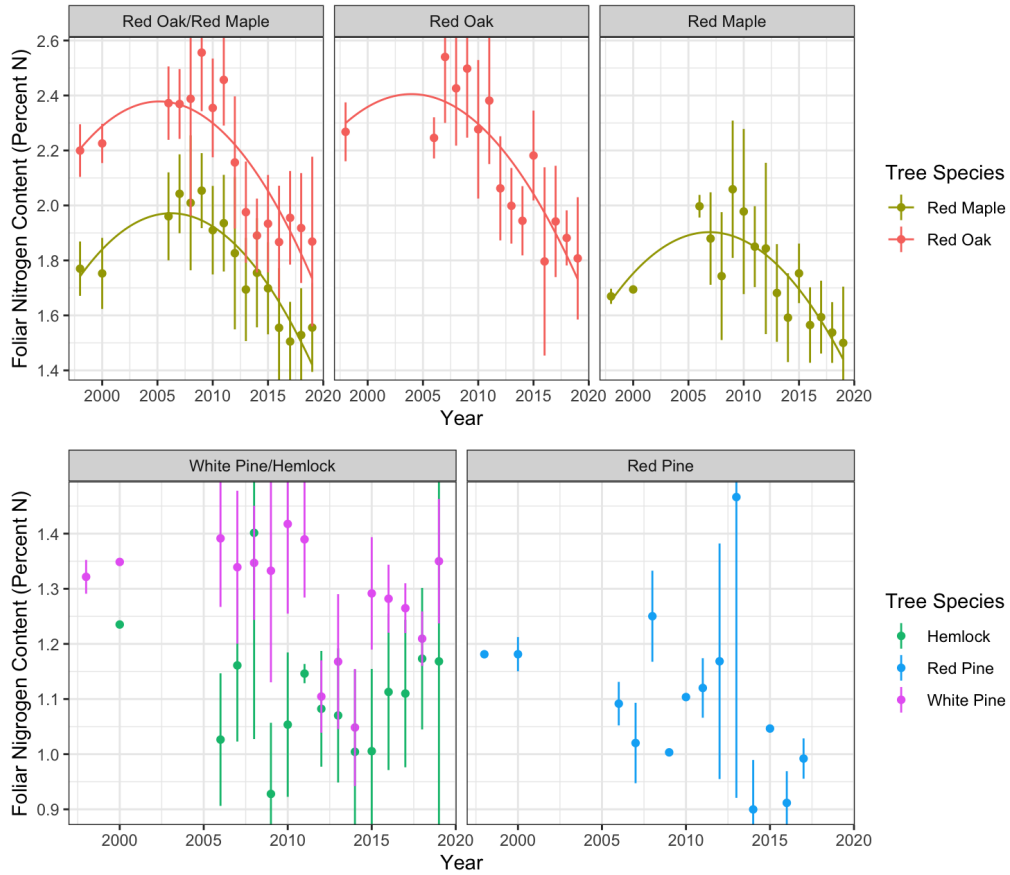 Red Oak/Red Maple Red Oak Red Maple
2.6
2.4
2.2
2.0
1.8
1.6
1.4
Foliar Nitrogen Content (Percent N)
2000 2005 2010 2015 2020 2000 2005 2010 2015 2020 2000 2005 2010 2015 2020
Year
Tree Species
Red Maple
Red Oak
White Pine/Hemlock Red Pine
1.4
1.3
1.2
1.1
1.0
0.9
Foliar Nigrogen Content (Percent N)
2000 2005 2010 2015 2020 2000 2005 2010 2015 2020
Year
Tree Species
Hemlock
Red Pine
White Pine